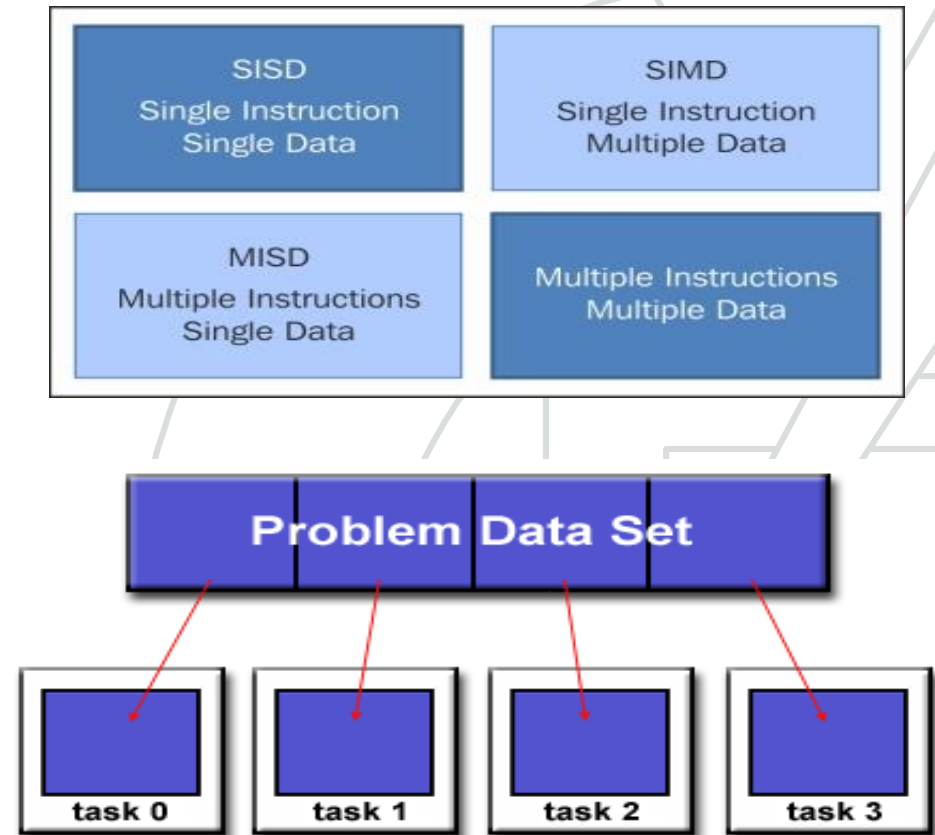 SISD
Single Instruction
Single Data
SIMD
Single Instruction
Multiple Data
MISD
Multiple Instructions
Single Data
Multiple Instructions
Multiple Data
Problem Data Set
task 0
task 1
task 2
task 3